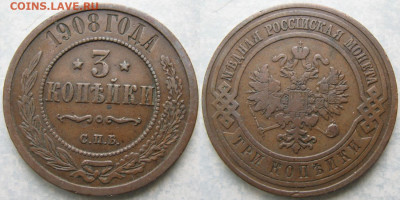 COINS.LAVE.RU
1908 ГОДА
3
КОПѢЙКИ
С.П.Б.
МѢДНАЯ РОССІЙСКАЯ МОНЕТА
ТРИ КОПѢЙКИ